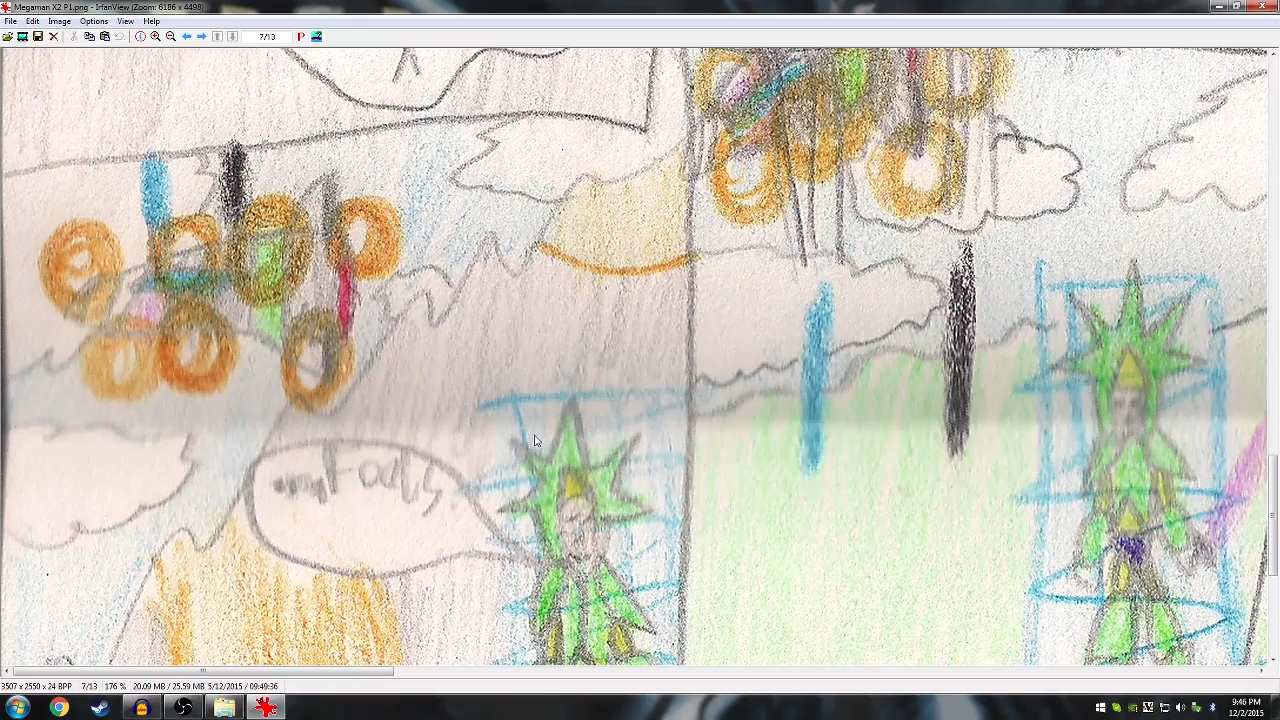 Megaman X2 P1.png - IrfanView (Zoom: 6186 x 4498)
File Edit Image Options View Help
7/13
Fools
3507 x 2550 x 24 BPP 7/13 176 % 20.09 MB / 25.59 MB 5/12/2015 / 09:49:36
9:46 PM
12/2/2015